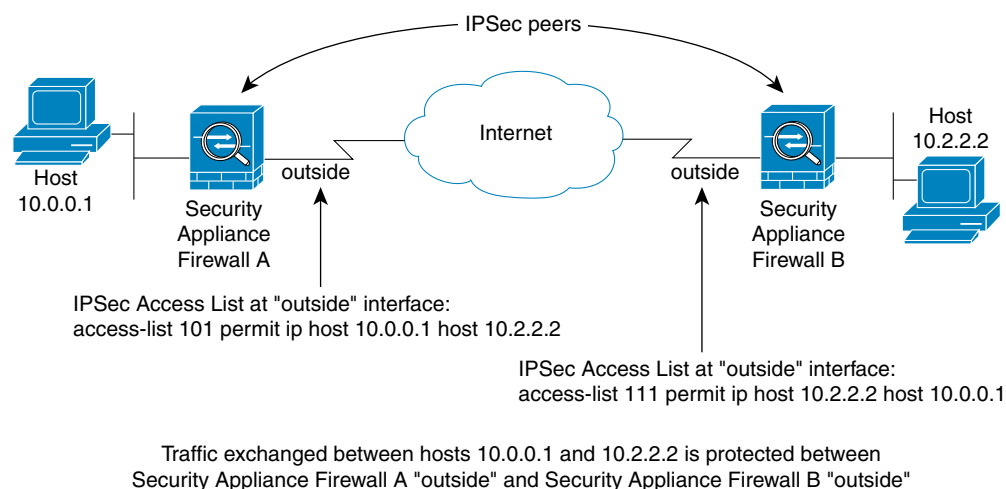 IPSec peers
Internet
Host
10.0.0.1
Security
Appliance
Firewall A
outside
outside
Security
Appliance
Firewall B
Host
10.2.2.2
IPSec Access List at "outside" interface:
access-list 101 permit ip host 10.0.0.1 host 10.2.2.2
IPSec Access List at "outside" interface:
access-list 111 permit ip host 10.2.2.2 host 10.0.0.1
Traffic exchanged between hosts 10.0.0.1 and 10.2.2.2 is protected between
Security Appliance Firewall A "outside" and Security Appliance Firewall B "outside"